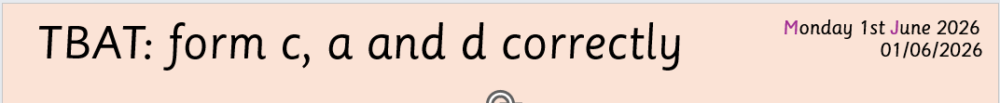 TBAT: form c, a and d correctly
Monday 1st June 2026
01/06/2026